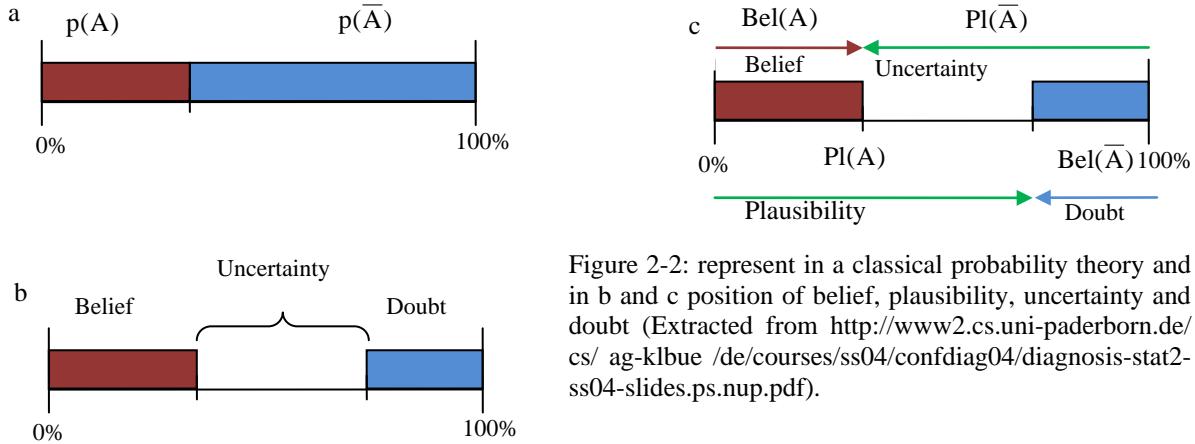 a
p(A) p(A̅)
0% 100%
b
Uncertainty
Belief Doubt
0% 100%
c
Bel(A) Pl(A̅)
Belief Uncertainty
0% Pl(A) Bel(A̅) 100%
Plausibility Doubt
Figure 2-2: represent in a classical probability theory and
in b and c position of belief, plausibility, uncertainty and
doubt (Extracted from http://www2.cs.uni-paderborn.de/
cs/ ag-klbue /de/courses/ss04/confdiag04/diagnosis-stat2-
ss04-slides.ps.nup.pdf).